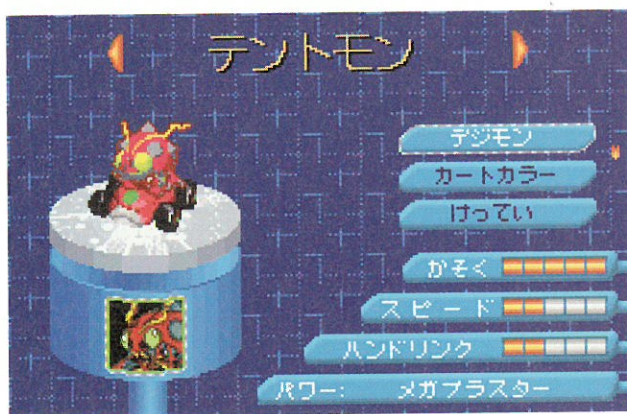 テントモン
デジモン
カートカラー
けってい
かそく
スピード
ハンドリンク
パワー: メガブラスター